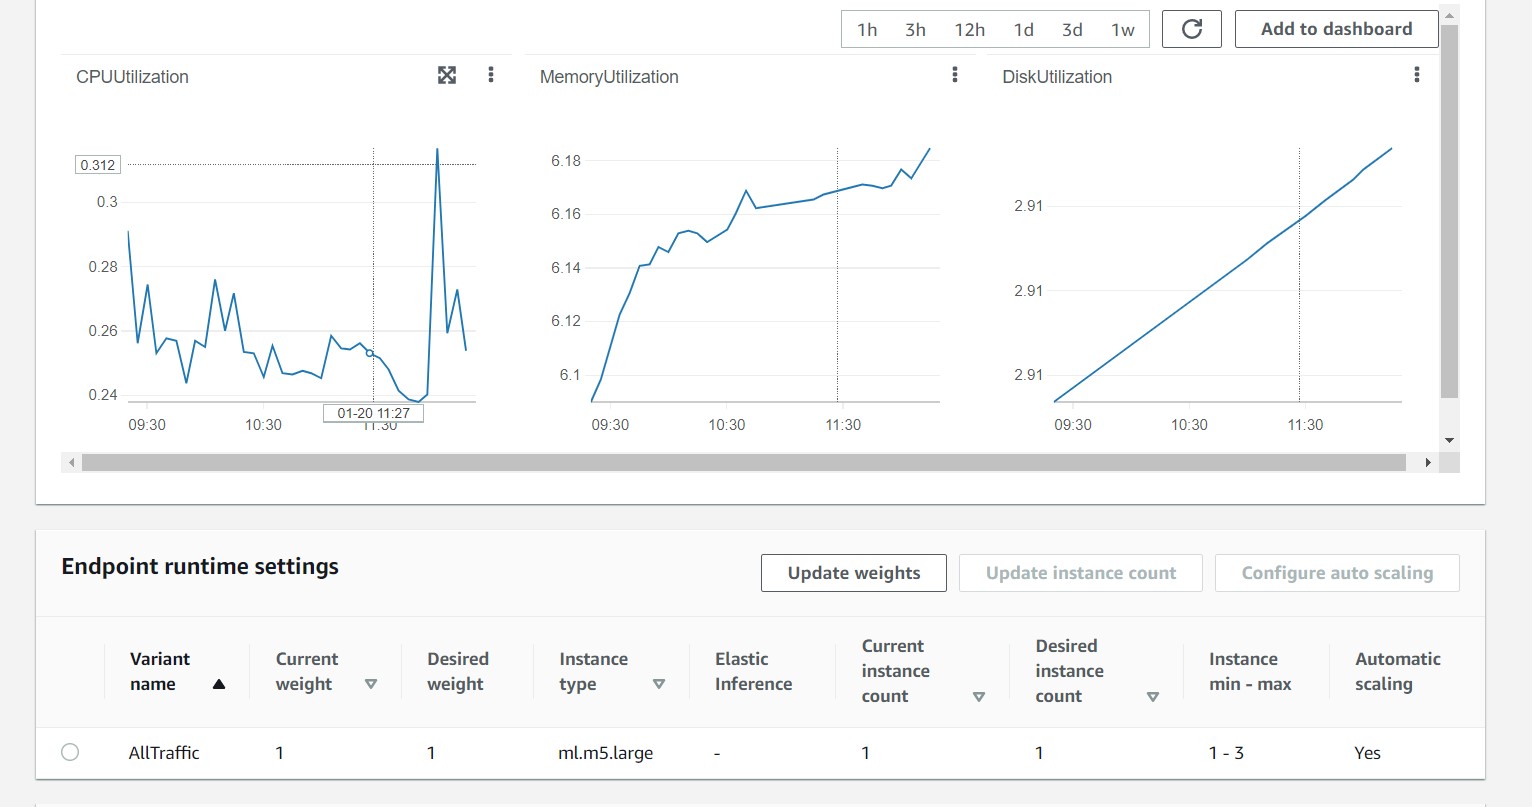 1h 3h 12h 1d 3d 1w Add to dashboard
CPUUtilization
0.312
0.3
0.28
0.26
0.24
01-20 11:27
09:30 10:30 11:30
MemoryUtilization
6.18
6.16
6.14
6.12
6.1
09:30 10:30 11:30
DiskUtilization
2.91
2.91
2.91
09:30 10:30 11:30
Endpoint runtime settings
Update weights Update instance count Configure auto scaling
Variant name
Current weight
Desired weight
Instance type
Elastic Inference
Current instance count
Desired instance count
Instance min - max
Automatic scaling
AllTraffic 1 1 ml.m5.large - 1 1 1 - 3 Yes